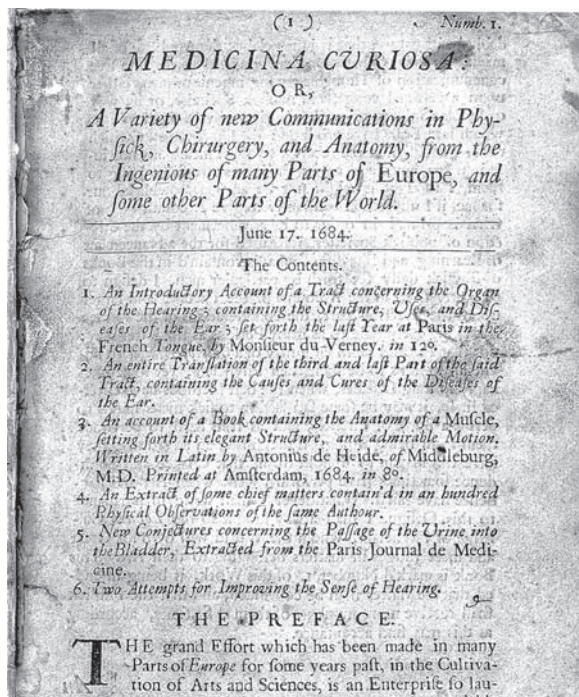 ( 1 ) Numb. 1.
MEDICINA CURIOSA:
OR,
A Variety of new Communications in Phy-
ſick, Chirurgery, and Anatomy, from the
Ingenious of many Parts of Europe, and
ſome other Parts of the World.
June 17. 1684.
The Contents.
1. An Introductory Account of a Tract concerning the Organ
of the Hearing; containing the Structure, Uſes, and Diſ-
eaſes of the Ear; ſet forth the laſt Year at Paris in the
French Tongue, by Monſieur du-Verney. in 12o.
2. An entire Tranſlation of the third and laſt Part of the ſaid
Tract, containing the Cauſes and Cures of the Diſeaſes of
the Ear.
3. An account of a Book containing the Anatomy of a Muſcle,
ſetting forth its elegant Structure, and admirable Motion.
Written in Latin by Antonius de Heide, of Middleburg,
M.D. Printed at Amſterdam, 1684. in 8o.
4. An Extract of ſome chief matters contain'd in an hundred
Phyſical Obſervations of the ſame Authour.
5. New Conjectures concerning the Paſſage of the Urine into
the Bladder, Extracted from the Paris Journal de Medi-
cine.
6. Two Attempts for Improving the Senſe of Hearing.
THE PREFACE.
THE grand Effort which has been made in many
Parts of Europe for ſome years paſt, in the Cultiva-
tion of Arts and Sciences, is an Enterpriſe ſo lau-